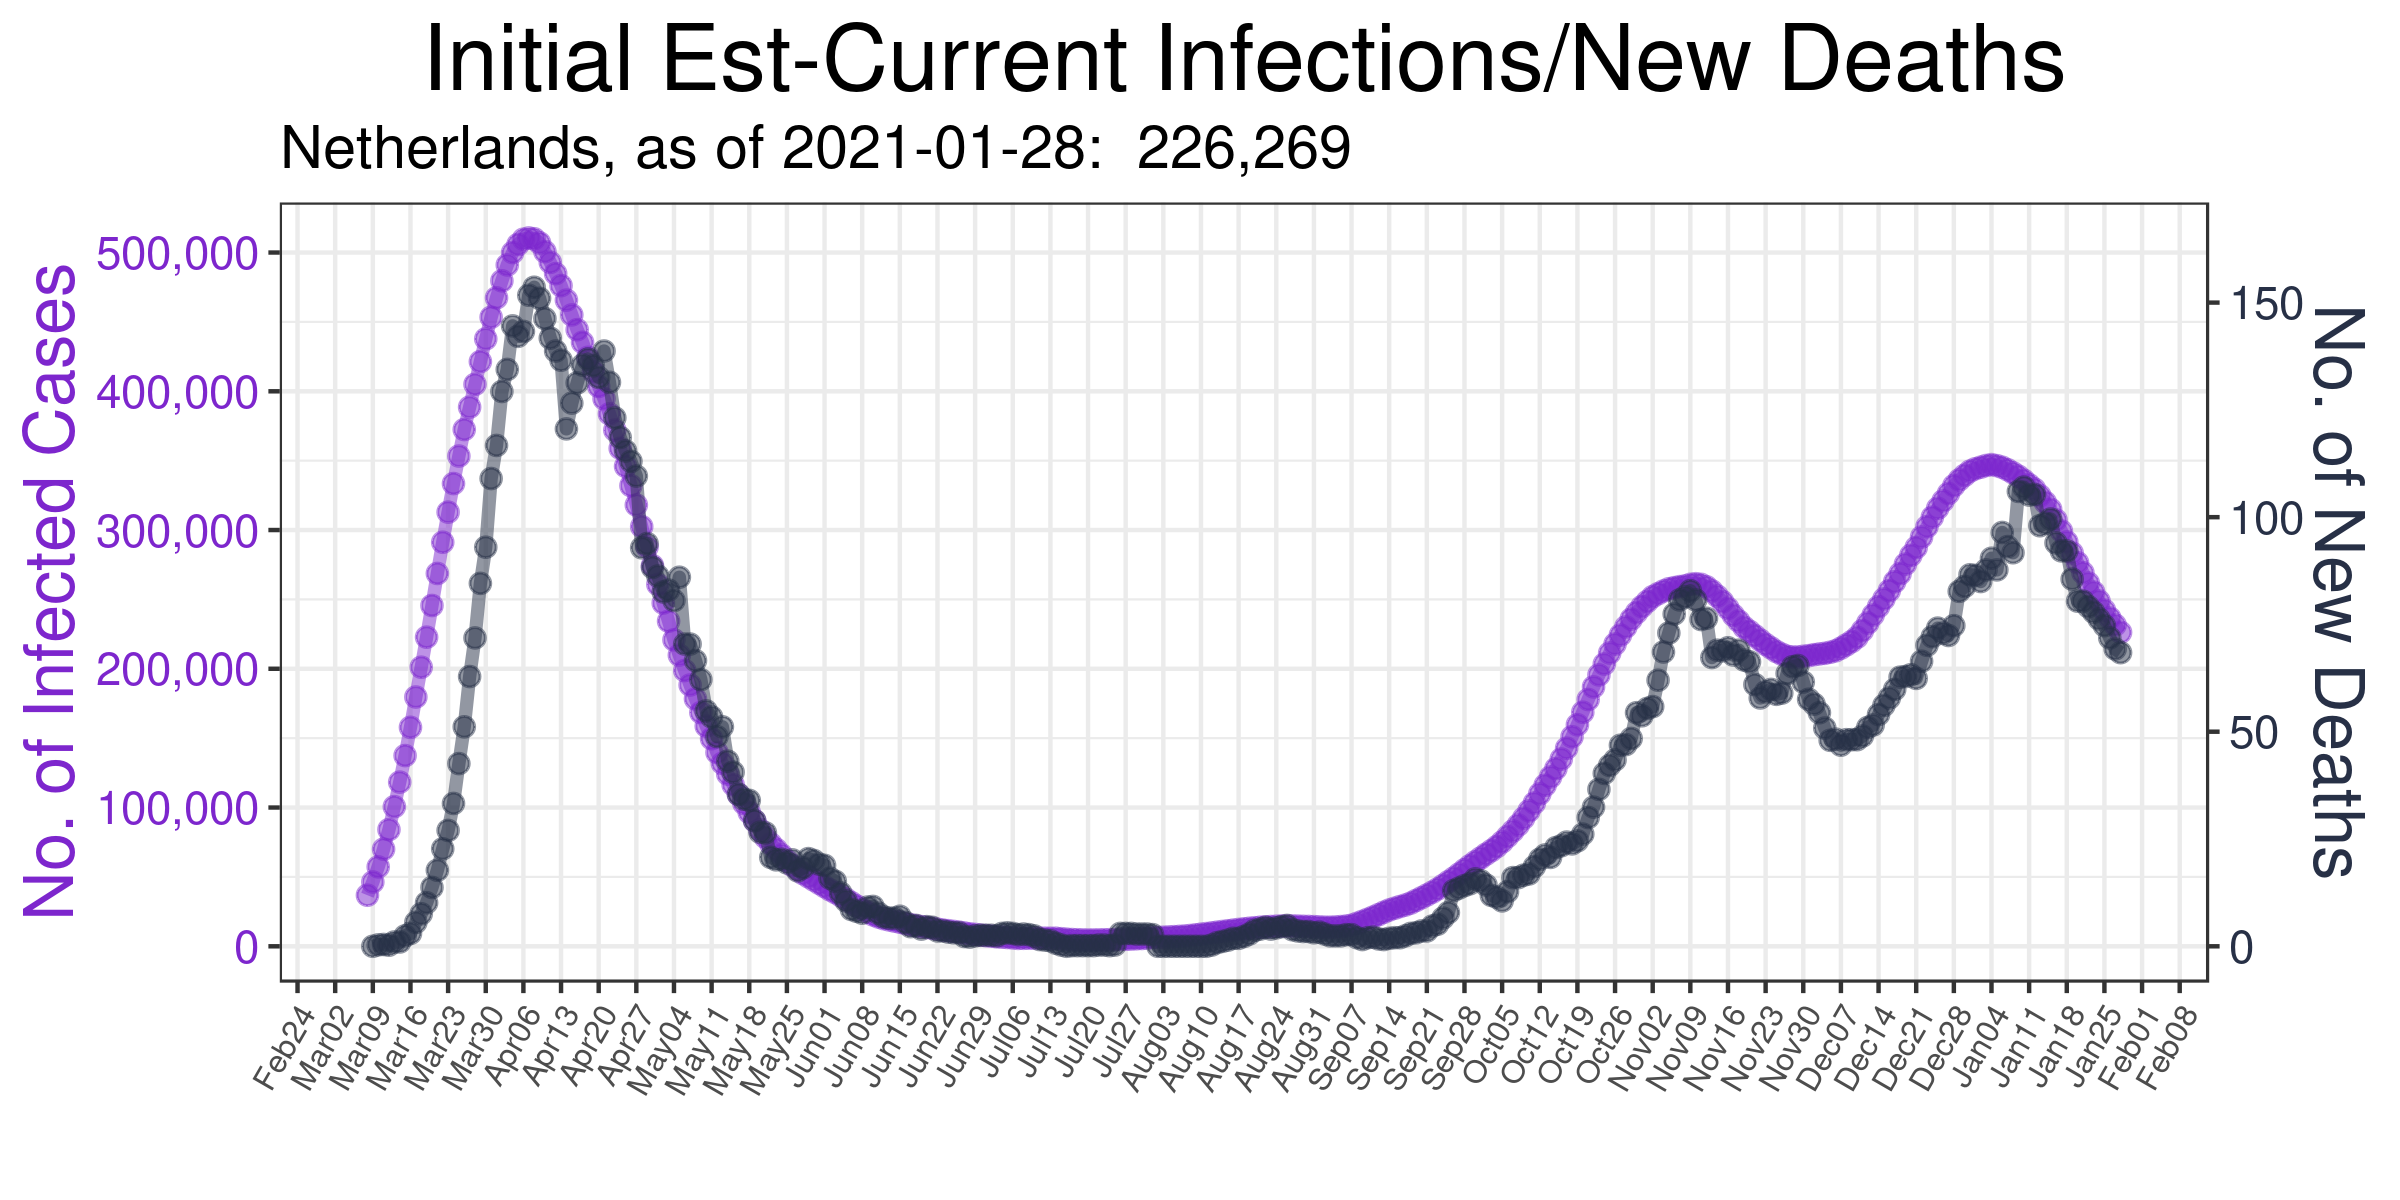 Initial Est-Current Infections/New Deaths
Netherlands, as of 2021-01-28:  226,269
No. of Infected Cases
500,000
400,000
300,000
200,000
100,000
0
150
100
50
0
No. of New Deaths
Feb24
Mar02
Mar09
Mar16
Mar23
Mar30
Apr06
Apr13
Apr20
Apr27
May04
May11
May18
May25
Jun01
Jun08
Jun15
Jun22
Jun29
Jul06
Jul13
Jul20
Jul27
Aug03
Aug10
Aug17
Aug24
Aug31
Sep07
Sep14
Sep21
Sep28
Oct05
Oct12
Oct19
Oct26
Nov02
Nov09
Nov16
Nov23
Nov30
Dec07
Dec14
Dec21
Dec28
Jan04
Jan11
Jan18
Jan25
Feb01
Feb08